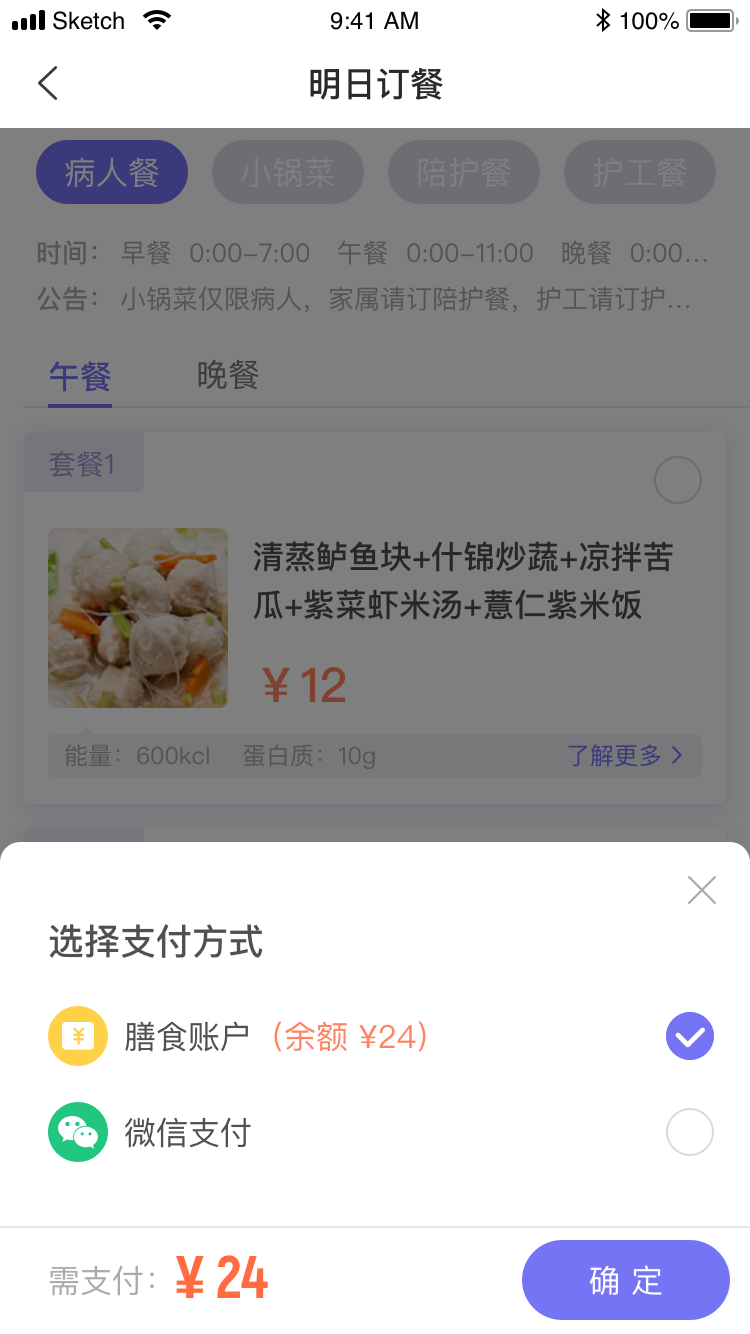 Sketch 9:41 AM 100%
明日订餐
病人餐 小锅菜 陪护餐 护工餐
时间： 早餐 0:00-7:00 午餐 0:00-11:00 晚餐 0:00...
公告： 小锅菜仅限病人，家属请订陪护餐，护工请订护...
午餐 晚餐
套餐1
清蒸鲈鱼块+什锦炒蔬+凉拌苦
瓜+紫菜虾米汤+薏仁紫米饭
¥ 12
能量：600kcl 蛋白质：10g 了解更多
选择支付方式
膳食账户（余额 ¥24）
微信支付
需支付：¥ 24 确 定